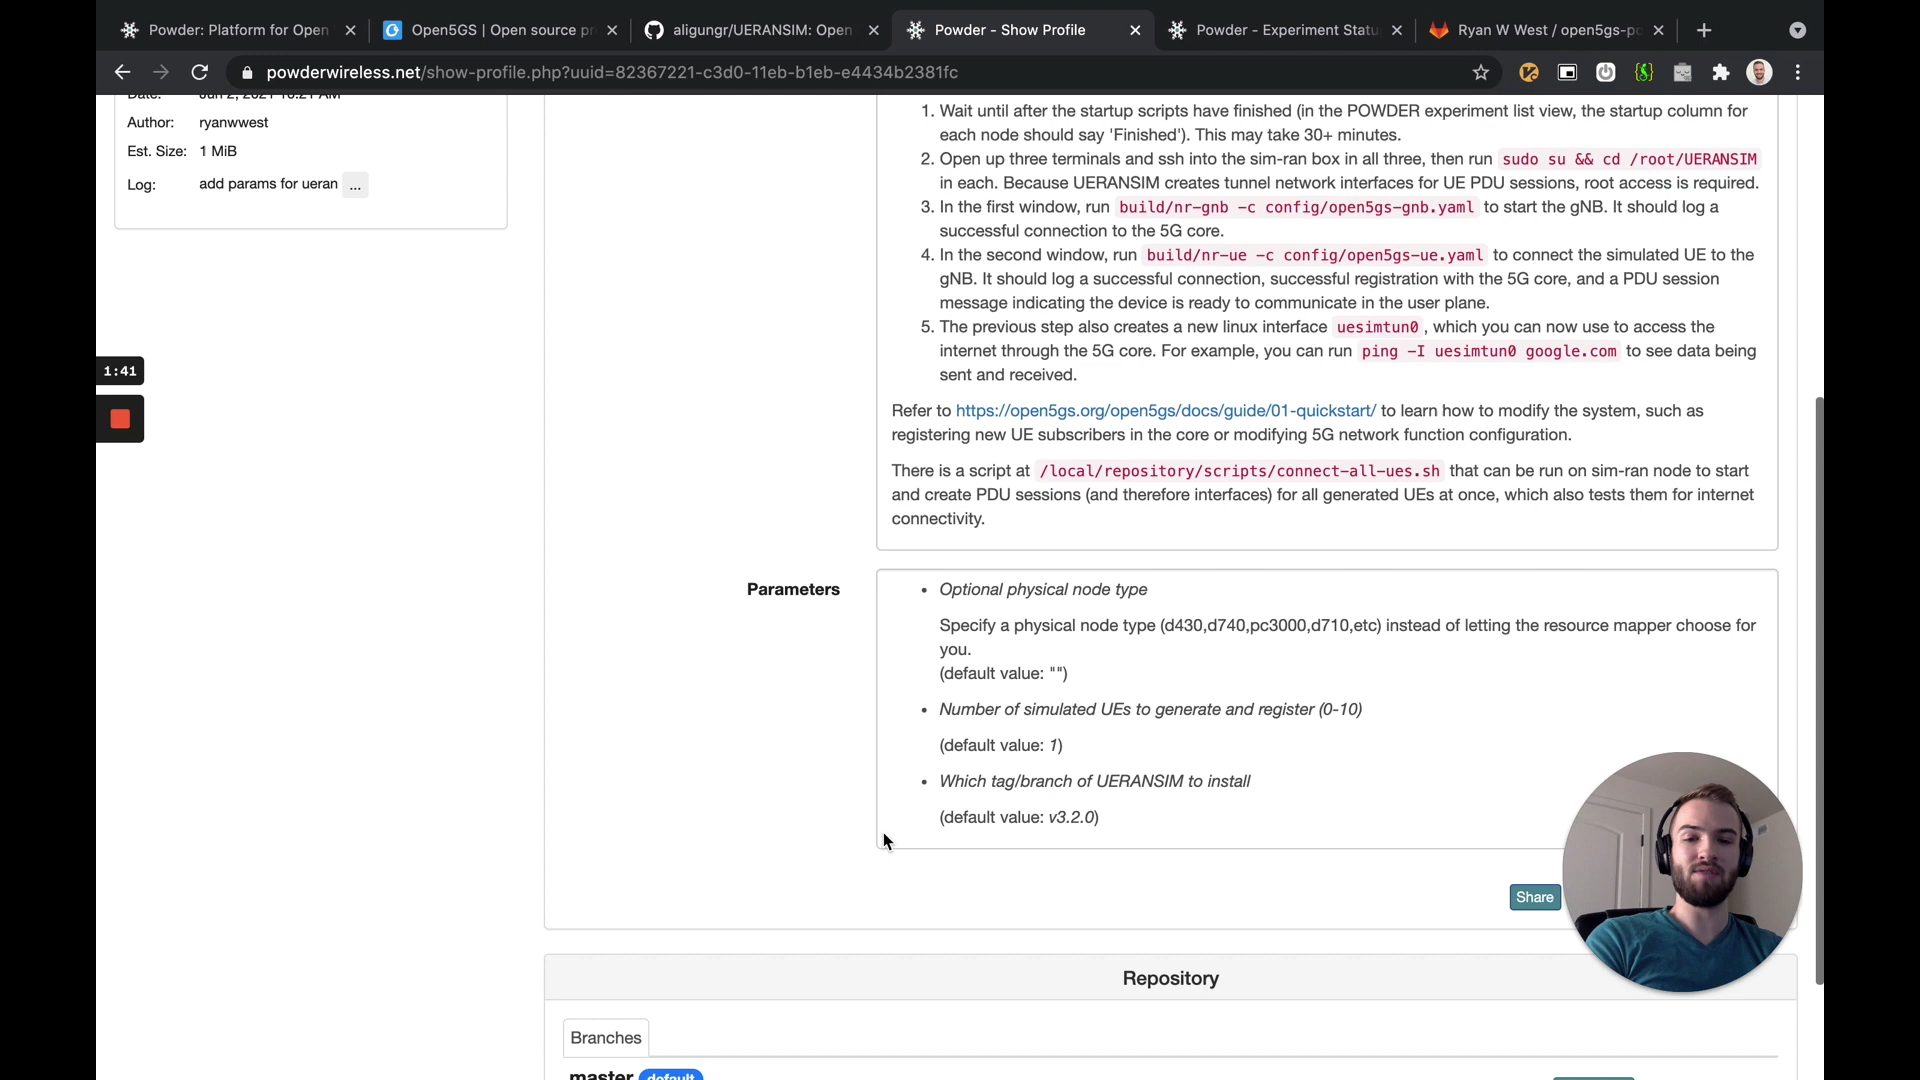 Powder: Platform for Open
Open5GS | Open source pr
aligungr/UERANSIM: Open
Powder - Show Profile
Powder - Experiment Statu
Ryan W West / open5gs-po
powderwireless.net/show-profile.php?uuid=82367221-c3d0-11eb-b1eb-e4434b2381fc
Date: Jun 2, 2021 10:21 AM
Author: ryanwwest
Est. Size: 1 MiB
Log: add params for ueran ...
1:41
1. Wait until after the startup scripts have finished (in the POWDER experiment list view, the startup column for
each node should say 'Finished'). This may take 30+ minutes.
2. Open up three terminals and ssh into the sim-ran box in all three, then run sudo su && cd /root/UERANSIM
in each. Because UERANSIM creates tunnel network interfaces for UE PDU sessions, root access is required.
3. In the first window, run build/nr-gnb -c config/open5gs-gnb.yaml to start the gNB. It should log a
successful connection to the 5G core.
4. In the second window, run build/nr-ue -c config/open5gs-ue.yaml to connect the simulated UE to the
gNB. It should log a successful connection, successful registration with the 5G core, and a PDU session
message indicating the device is ready to communicate in the user plane.
5. The previous step also creates a new linux interface uesimtun0 , which you can now use to access the
internet through the 5G core. For example, you can run ping -I uesimtun0 google.com to see data being
sent and received.
Refer to https://open5gs.org/open5gs/docs/guide/01-quickstart/ to learn how to modify the system, such as
registering new UE subscribers in the core or modifying 5G network function configuration.
There is a script at /local/repository/scripts/connect-all-ues.sh that can be run on sim-ran node to start
and create PDU sessions (and therefore interfaces) for all generated UEs at once, which also tests them for internet
connectivity.
Parameters
• Optional physical node type
Specify a physical node type (d430,d740,pc3000,d710,etc) instead of letting the resource mapper choose for
you.
(default value: "")
• Number of simulated UEs to generate and register (0-10)
(default value: 1)
• Which tag/branch of UERANSIM to install
(default value: v3.2.0)
Share
Repository
Branches
master default